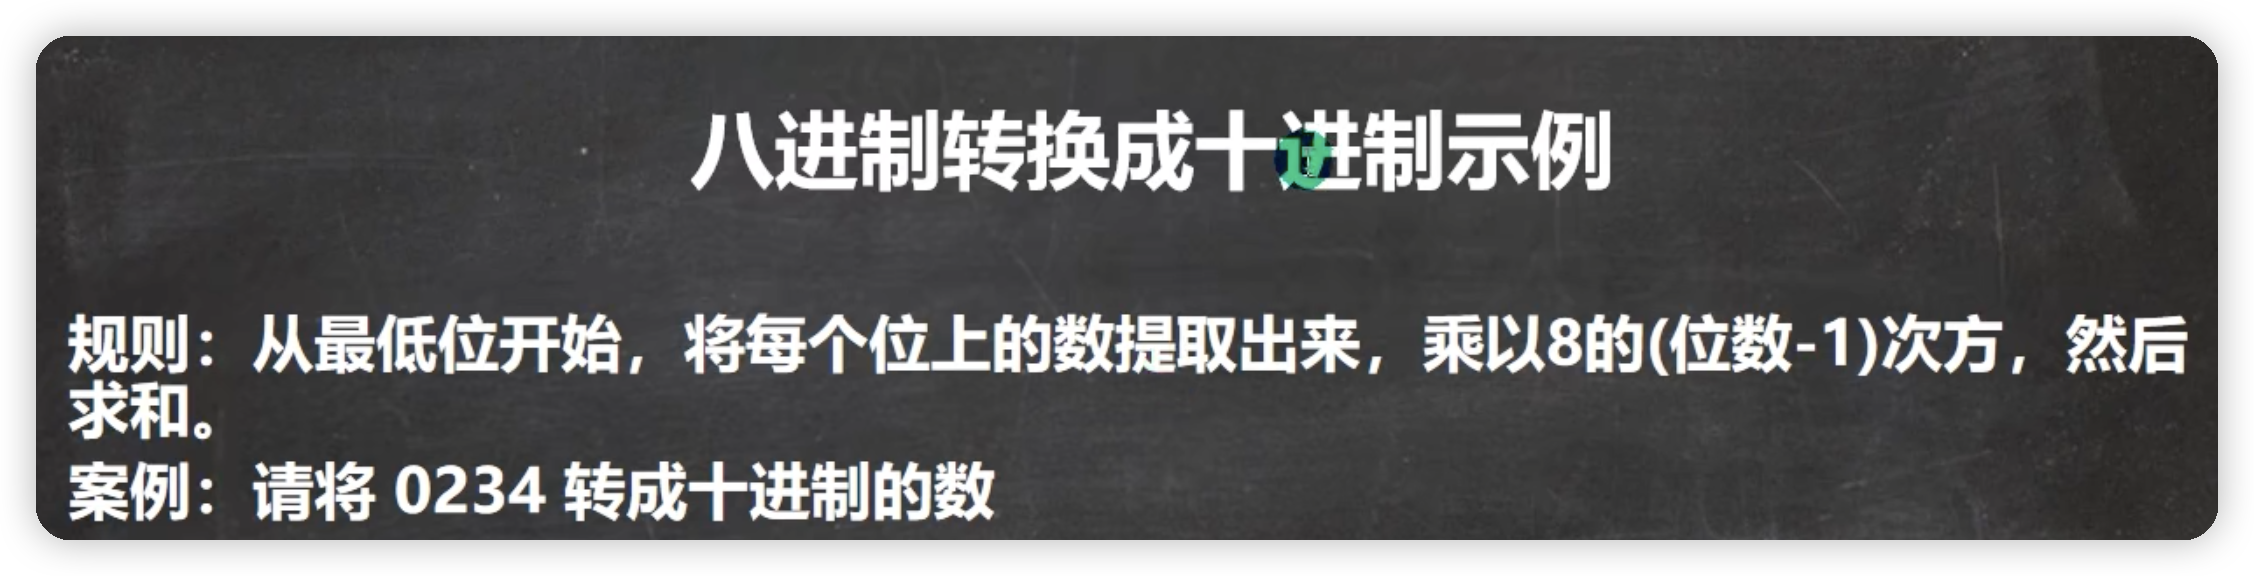 八进制转换成十进制示例
规则：从最低位开始，将每个位上的数提取出来，乘以8的(位数-1)次方，然后
求和。
案例：请将 0234 转成十进制的数